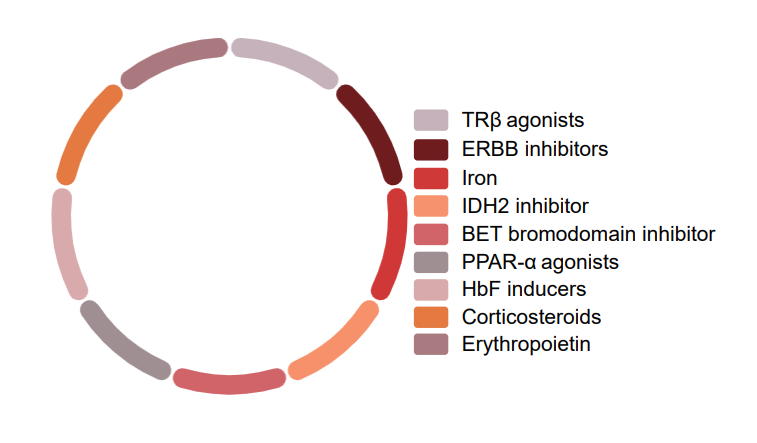 TRβ agonists
ERBB inhibitors
Iron
IDH2 inhibitor
BET bromodomain inhibitor
PPAR-α agonists
HbF inducers
Corticosteroids
Erythropoietin